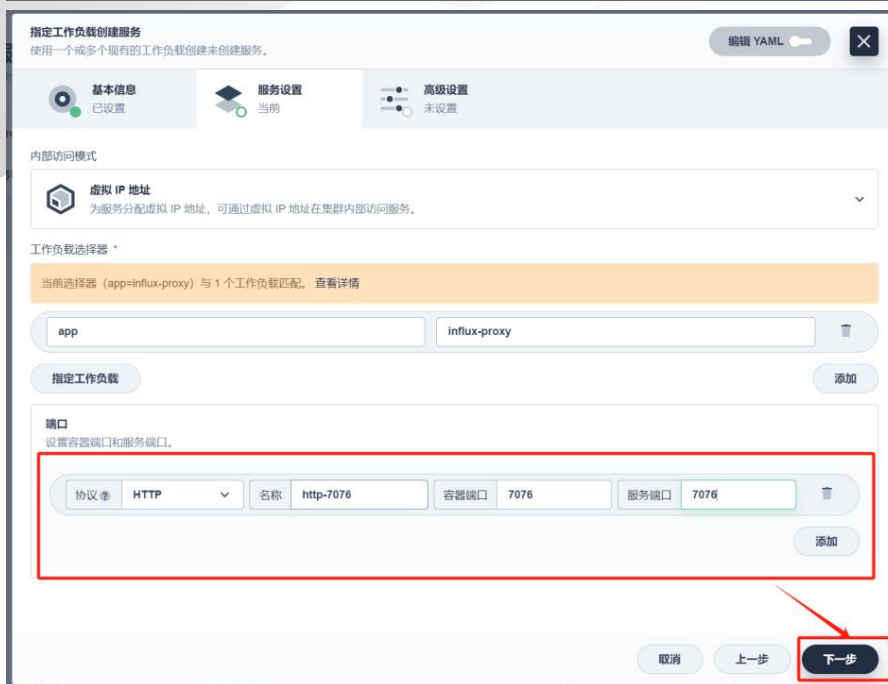 指定工作负载创建服务
使用一个或多个现有的工作负载创建来创建服务。
编辑 YAML
基本信息
已设置
服务设置
当前
高级设置
未设置
内部访问模式
虚拟 IP 地址
为服务分配虚拟 IP 地址，可通过虚拟 IP 地址在集群内部访问服务。
工作负载选择器 *
当前选择器（app=influx-proxy）与 1 个工作负载匹配。 查看详情
app influx-proxy
指定工作负载 添加
端口
设置容器端口和服务端口。
协议 ? HTTP 名称 http-7076 容器端口 7076 服务端口 7076
添加
取消 上一步 下一步